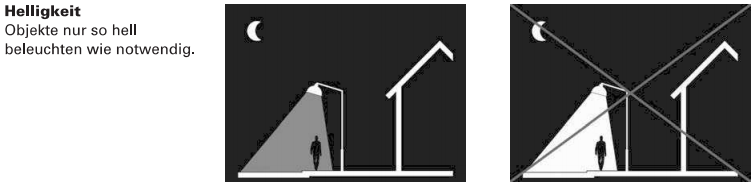 Helligkeit
Objekte nur so hell
beleuchten wie notwendig.